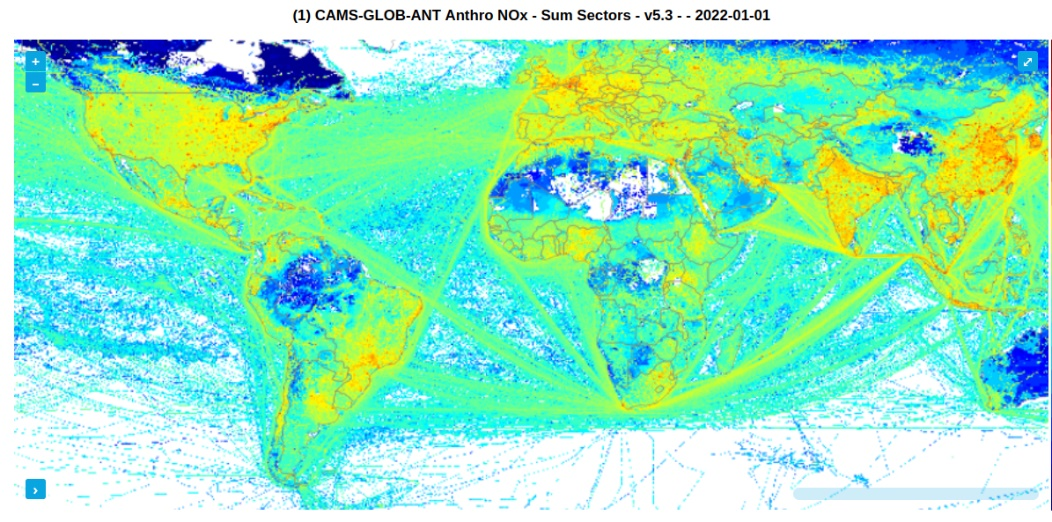 (1) CAMS-GLOB-ANT Anthro NOx - Sum Sectors - v5.3 - - 2022-01-01
+
−
›